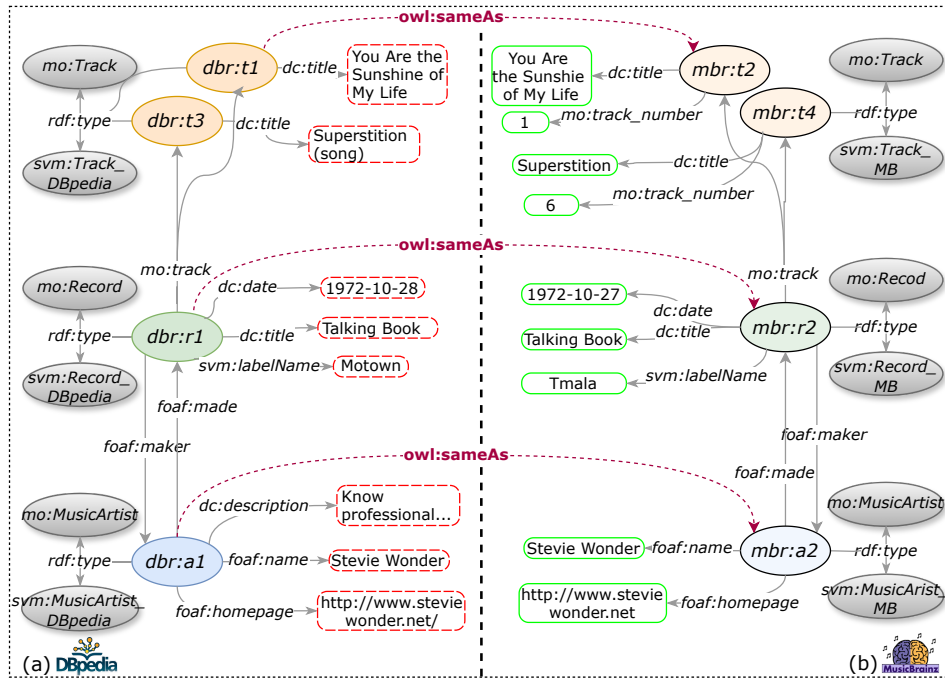 owl:sameAs
mo:Track
rdf:type
svm:Track_
DBpedia
dbr:t1
dc:title
You Are the
Sunshine of
My Life
dbr:t3
dc:title
Superstition
(song)
mo:track
You Are
the Sunshie
of My Life
dc:title
mbr:t2
1
mo:track_number
mbr:t4
Superstition
dc:title
6
mo:track_number
mo:Track
rdf:type
svm:Track_
MB
mo:track
owl:sameAs
mo:Record
rdf:type
svm:Record_
DBpedia
dbr:r1
dc:date
1972-10-28
dc:title
Talking Book
svm:labelName
Motown
foaf:made
foaf:maker
1972-10-27
dc:date
Talking Book
dc:title
Tmala
svm:labelName
mbr:r2
mo:Recod
rdf:type
svm:Record_
MB
foaf:maker
foaf:made
owl:sameAs
mo:MusicArtist
rdf:type
svm:MusicArtist_
DBpedia
dbr:a1
dc:description
Know
professional...
foaf:name
Stevie Wonder
foaf:homepage
http://www.stevie
wonder.net/
Stevie Wonder
foaf:name
mbr:a2
http://www.stevie
wonder.net
foaf:homepage
mo:MusicArtist
rdf:type
svm:MusicArist_
MB
(a) DBpedia
(b) MusicBrainz